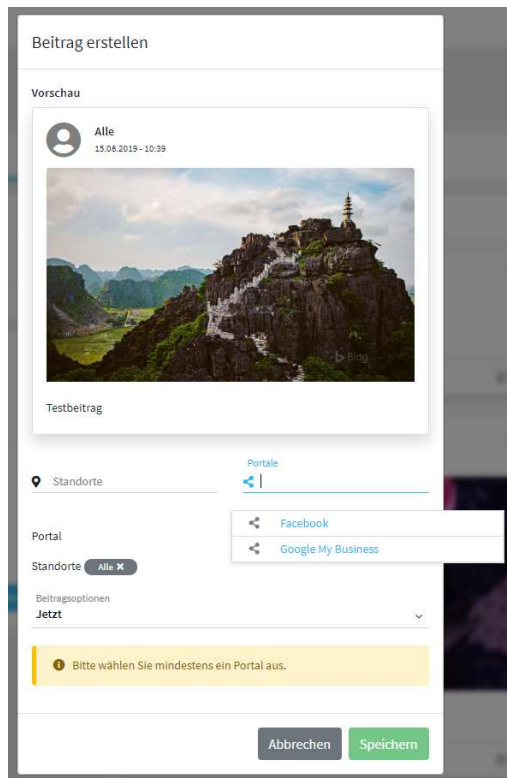 Beitrag erstellen
Vorschau
Alle
15.08.2019 - 10:39
Bing
Testbeitrag
Standorte
Portale
Facebook
Google My Business
Portal
Standorte Alle ✖
Beitragsoptionen
Jetzt
Bitte wählen Sie mindestens ein Portal aus.
Abbrechen Speichern